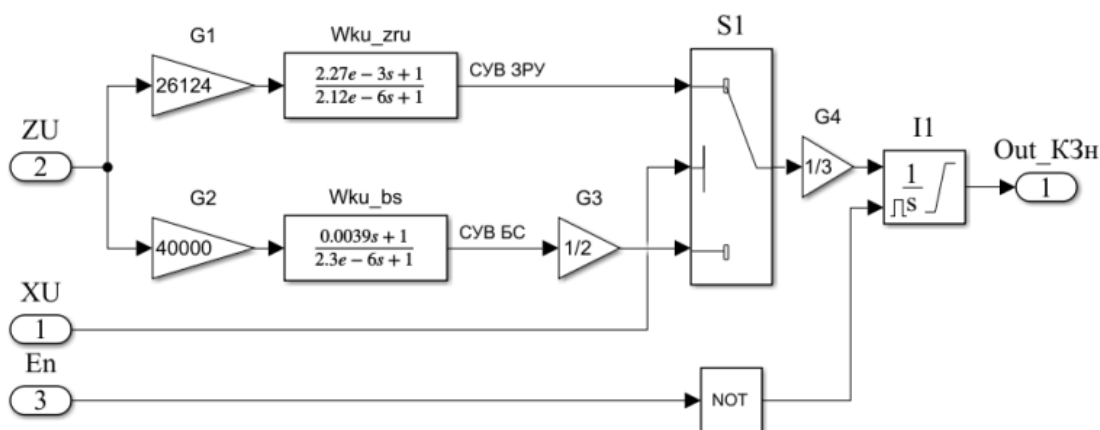 G1
Wku_zru
S1
26124
2.27e − 3s + 1
2.12e − 6s + 1
СУВ ЗРУ
ZU
2
G4
1/3
I1
1
s
Out_КЗн
1
G2
Wku_bs
G3
40000
0.0039s + 1
2.3e − 6s + 1
СУВ БС
1/2
XU
1
En
3
NOT